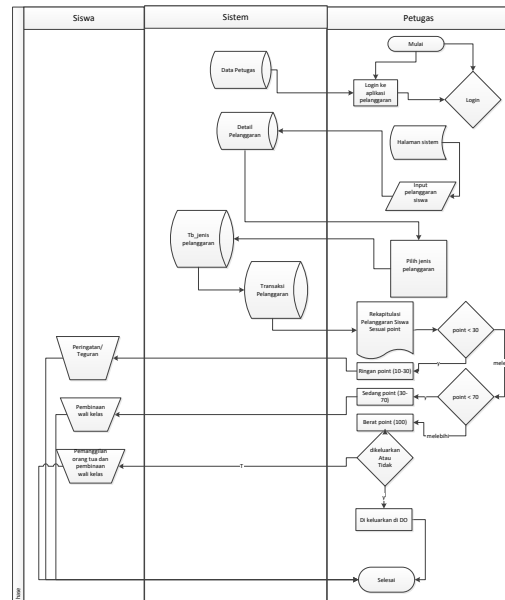 Siswa
Sistem
Petugas
Mulai
Data Petugas
Login ke
aplikasi
pelanggaran
Login
Detail
Pelanggaran
Halaman sistem
Input
pelanggaran
siswa
Tb_jenis
pelanggaran
Pilih jenis
pelanggaran
Transaksi
Pelanggaran
Rekapitulasi
Pelanggaran Siswa
Sesuai point
point < 30
Peringatan/
Teguran
Ringan point (10-30)
y
mele
Sedang point (30-
70)
y
point < 70
Pembinaan
wali kelas
Berat point (100)
melebihi
Pemanggilan
orang tua dan
pembinaan
wali kelas
T
dikeluarkan
Atau
Tidak
y
Di keluarkan di DO
Selesai